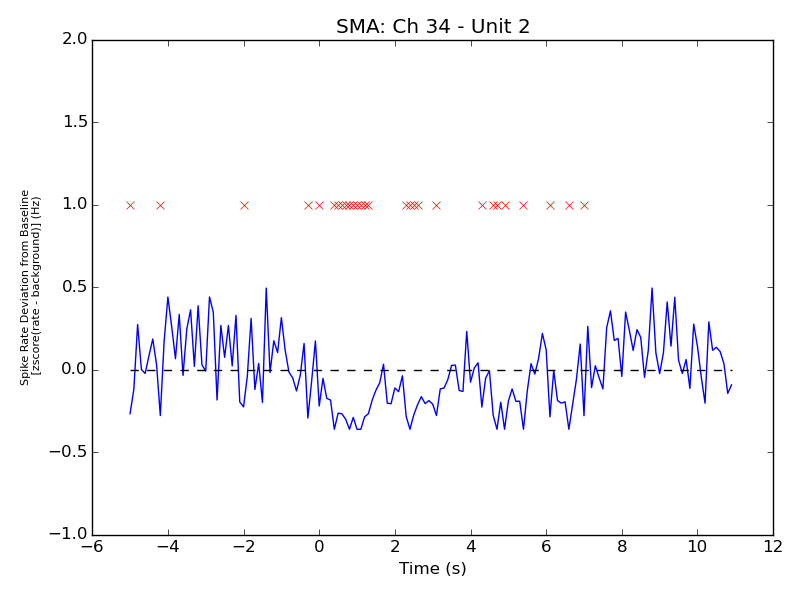 SMA: Ch 34 - Unit 2
2.0
1.5
1.0
0.5
0.0
−0.5
−1.0
Spike Rate Deviation from Baseline
[zscore(rate - background)] (Hz)
−6 −4 −2 0 2 4 6 8 10 12
Time (s)